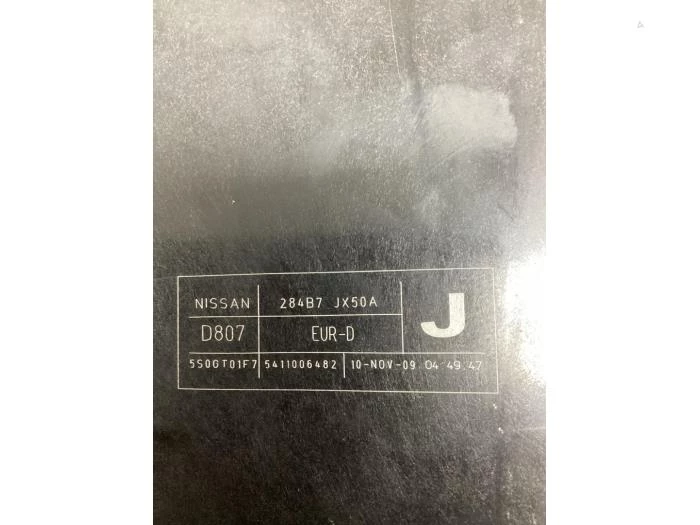 NISSAN 284B7 JX50A J
D807 EUR-D
5S0GT01F7 5411006482 10-NOV-09 04:49:47